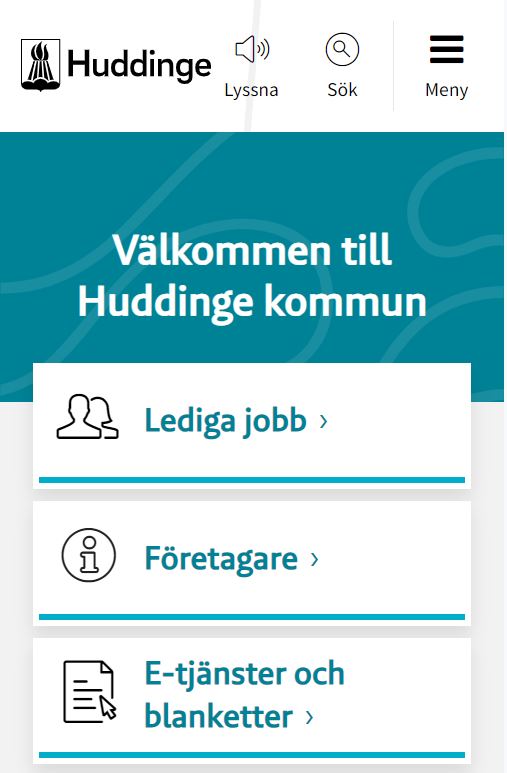 Huddinge
Lyssna
Sök
Meny
Välkommen till
Huddinge kommun
Lediga jobb ›
Företagare ›
E-tjänster och
blanketter ›